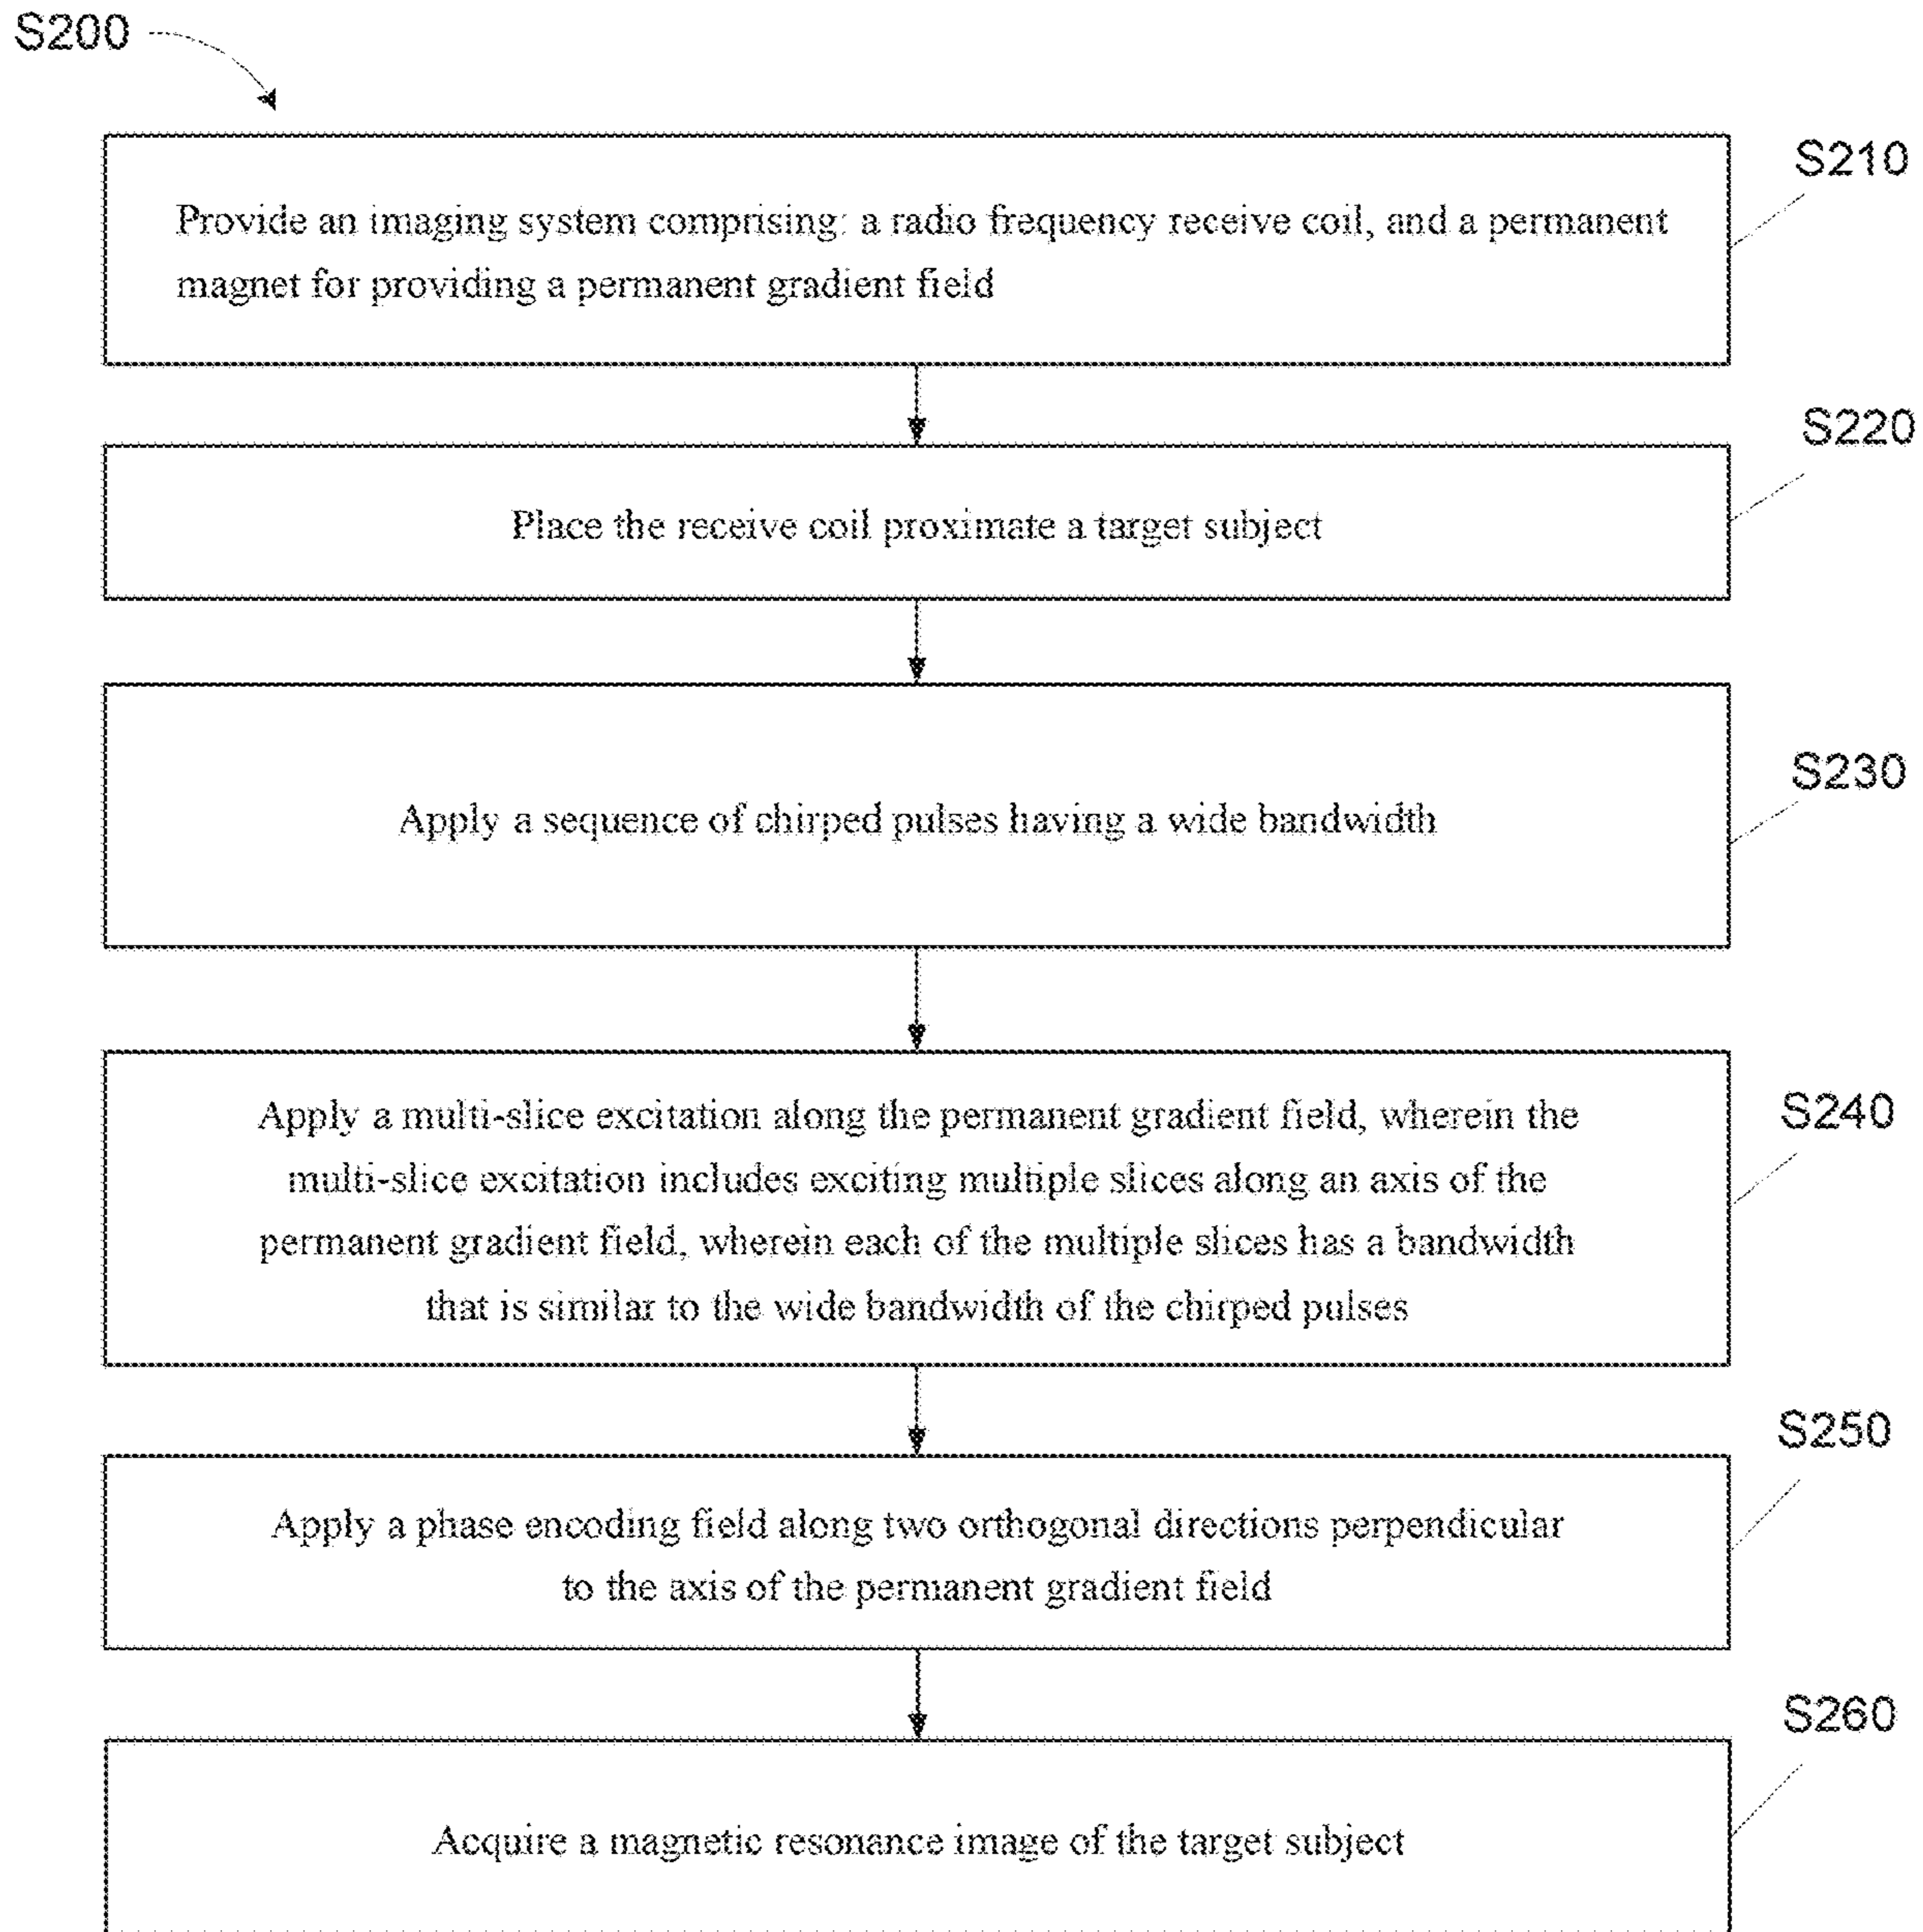 S200
S210
Provide an imaging system comprising: a radio frequency receive coil, and a permanent
magnet for providing a permanent gradient field
S220
Place the receive coil proximate a target subject
S230
Apply a sequence of chirped pulses having a wide bandwidth
S240
Apply a multi-slice excitation along the permanent gradient field, wherein the
multi-slice excitation includes exciting multiple slices along an axis of the
permanent gradient field, wherein each of the multiple slices has a bandwidth
that is similar to the wide bandwidth of the chirped pulses
S250
Apply a phase encoding field along two orthogonal directions perpendicular
to the axis of the permanent gradient field
S260
Acquire a magnetic resonance image of the target subject